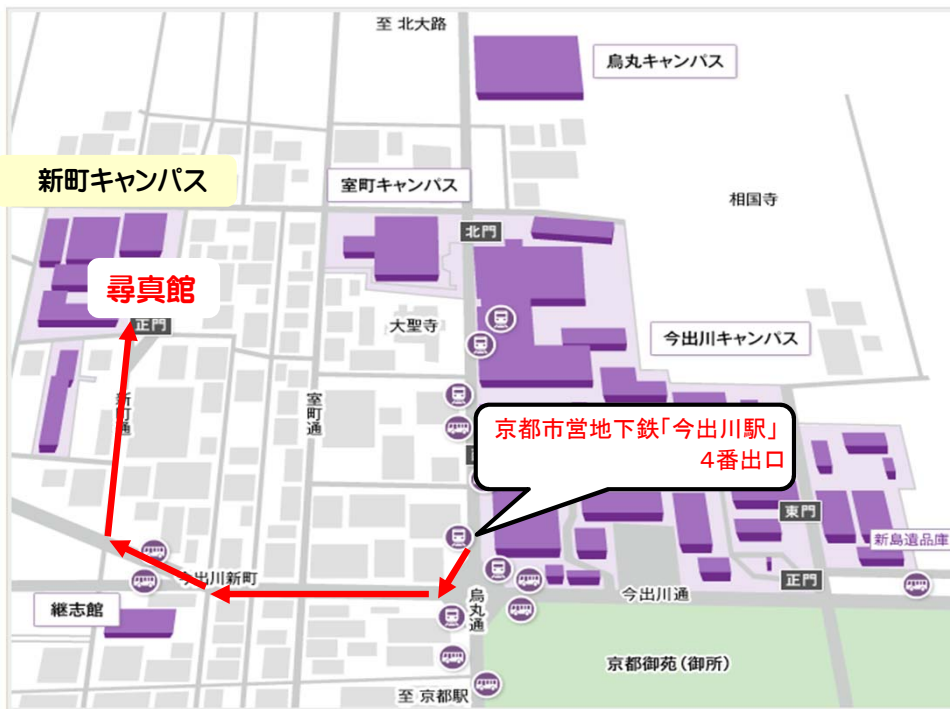 至 北大路
烏丸キャンパス
新町キャンパス
室町キャンパス
相国寺
北門
尋真館
正門
大聖寺
今出川キャンパス
新町通
室町通
京都市営地下鉄「今出川駅」
4番出口
東門
新島遺品庫
今出川新町
正門
継志館
烏丸通
今出川通
京都御苑(御所)
至 京都駅